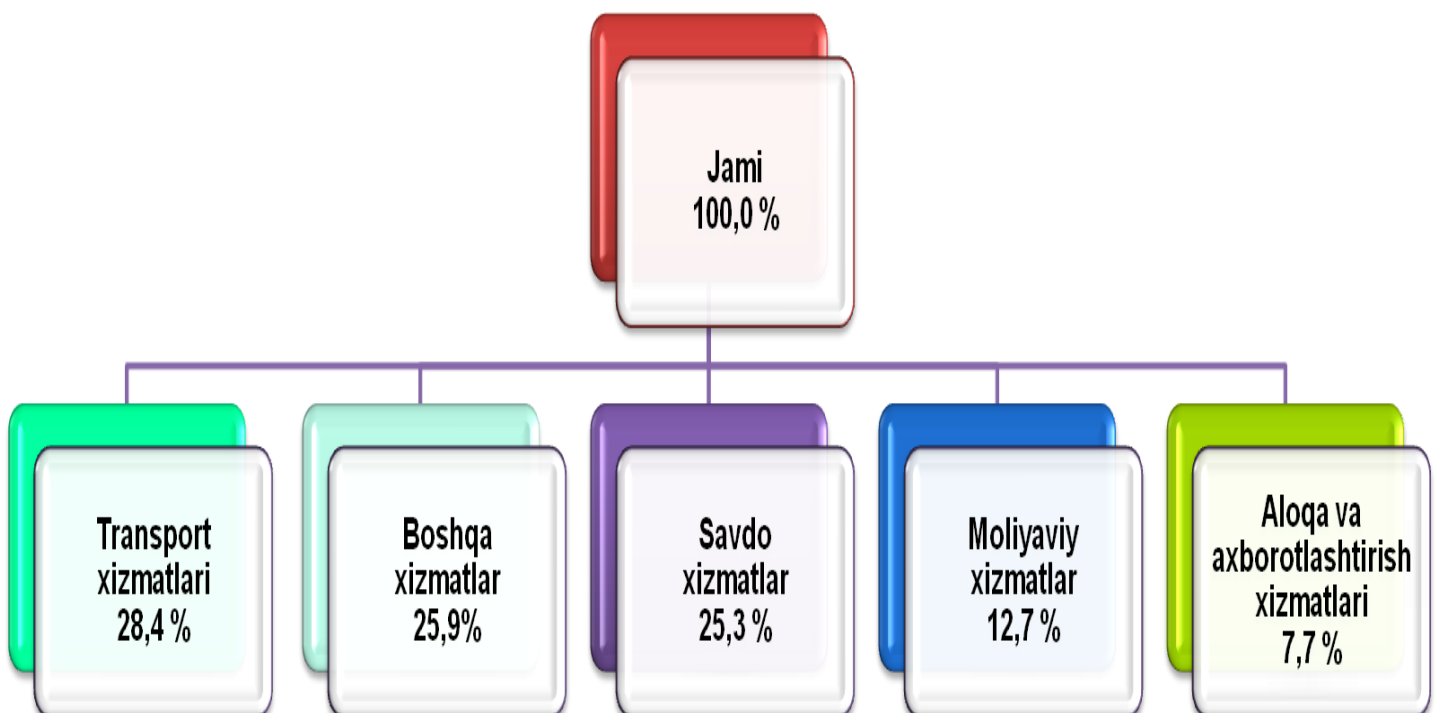 Jami
100,0 %
Transport
xizmatlari
28,4 %
Boshqa
xizmatlar
25,9%
Savdo
xizmatlar
25,3 %
Moliyaviy
xizmatlar
12,7 %
Aloqa va
axborotlashtirish
xizmatlari
7,7 %